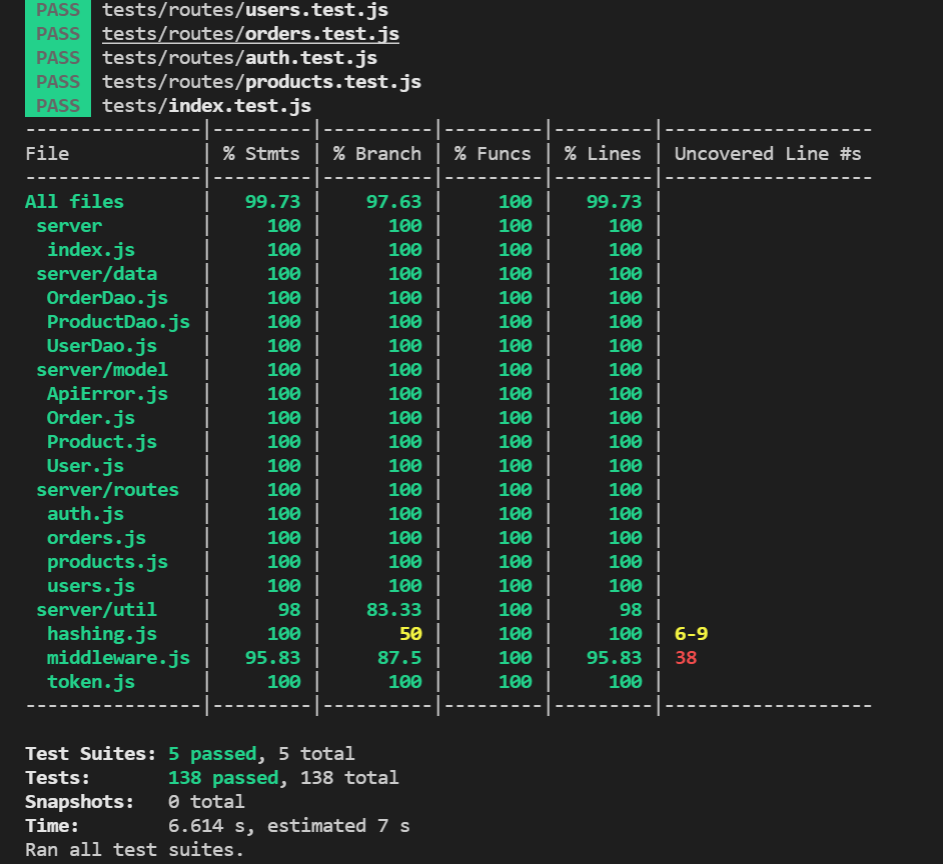 PASS tests/routes/users.test.js
PASS tests/routes/orders.test.js
PASS tests/routes/auth.test.js
PASS tests/routes/products.test.js
PASS tests/index.test.js
----------------|---------|----------|---------|---------|-------------------
File            | % Stmts | % Branch | % Funcs | % Lines | Uncovered Line #s
----------------|---------|----------|---------|---------|-------------------
All files       |   99.73 |    97.63 |     100 |   99.73 |
 server         |     100 |      100 |     100 |     100 |
  index.js      |     100 |      100 |     100 |     100 |
 server/data    |     100 |      100 |     100 |     100 |
  OrderDao.js   |     100 |      100 |     100 |     100 |
  ProductDao.js |     100 |      100 |     100 |     100 |
  UserDao.js    |     100 |      100 |     100 |     100 |
 server/model   |     100 |      100 |     100 |     100 |
  ApiError.js   |     100 |      100 |     100 |     100 |
  Order.js      |     100 |      100 |     100 |     100 |
  Product.js    |     100 |      100 |     100 |     100 |
  User.js       |     100 |      100 |     100 |     100 |
 server/routes  |     100 |      100 |     100 |     100 |
  auth.js       |     100 |      100 |     100 |     100 |
  orders.js     |     100 |      100 |     100 |     100 |
  products.js   |     100 |      100 |     100 |     100 |
  users.js      |     100 |      100 |     100 |     100 |
 server/util    |      98 |    83.33 |     100 |      98 |
  hashing.js    |     100 |       50 |     100 |     100 | 6-9
  middleware.js |   95.83 |     87.5 |     100 |   95.83 | 38
  token.js      |     100 |      100 |     100 |     100 |
----------------|---------|----------|---------|---------|-------------------
Test Suites: 5 passed, 5 total
Tests:       138 passed, 138 total
Snapshots:   0 total
Time:        6.614 s, estimated 7 s
Ran all test suites.